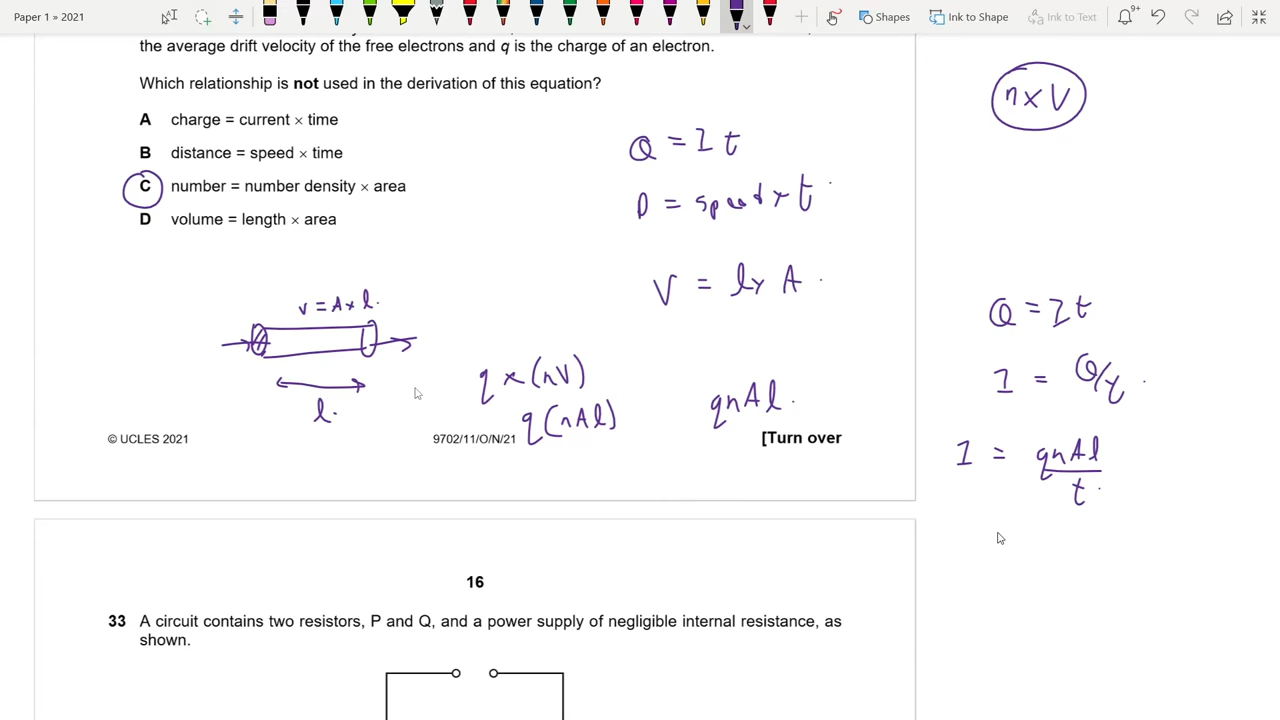 Paper 1 » 2021
Shapes
Ink to Shape
Ink to Text
9+
the average drift velocity of the free electrons and q is the charge of an electron.
Which relationship is not used in the derivation of this equation?
A charge = current × time
B distance = speed × time
C number = number density × area
D volume = length × area
n × V
Q = I t
D = speed × t
V = l × A
v = A × l
l
q × (nV)
q(nAl)
qnAl
Q = I t
I = Q/t
I = qnAl
t
© UCLES 2021
9702/11/O/N/21
[Turn over
16
33 A circuit contains two resistors, P and Q, and a power supply of negligible internal resistance, as
shown.